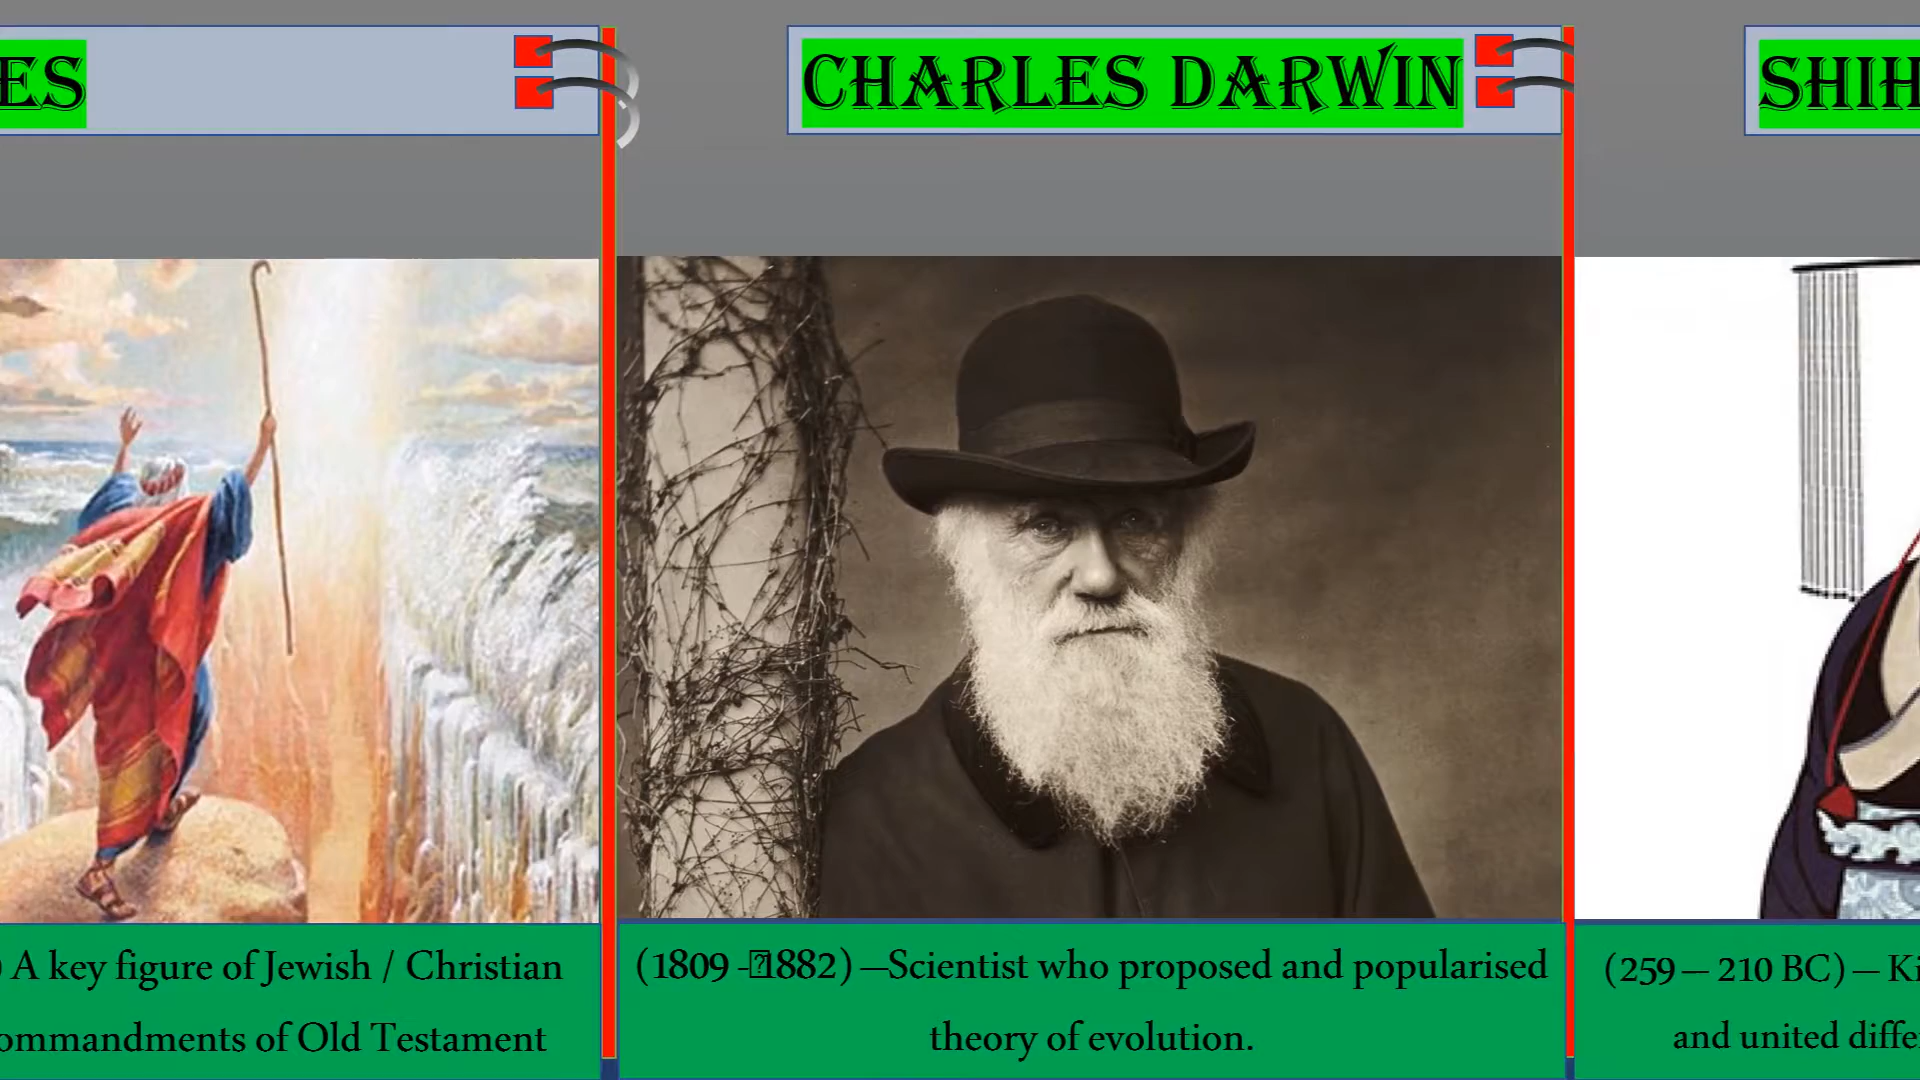 ES
CHARLES DARWIN
SHIH
) A key figure of Jewish / Christian
ommandments of Old Testament
(1809 -1882) —Scientist who proposed and popularised
theory of evolution.
(259 – 210 BC) – Ki
and united diffe